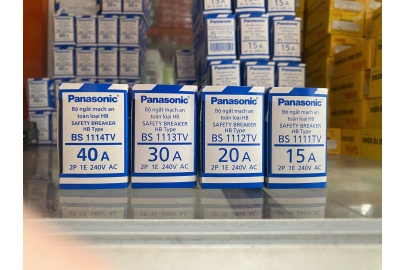 Panasonic
Bộ ngắt mạch an
toàn loại HB
SAFETY BREAKER
HB Type
BS 1114TV
40 A
2P 1E 240V AC
Panasonic
Bộ ngắt mạch an
toàn loại HB
SAFETY BREAKER
HB Type
BS 1113TV
30 A
2P 1E 240V AC
Panasonic
Bộ ngắt mạch an
toàn loại HB
SAFETY BREAKER
HB Type
BS 1112TV
20 A
2P 1E 240V AC
Panasonic
Bộ ngắt mạch an
toàn loại HB
SAFETY BREAKER
HB Type
BS 1111TV
15 A
2P 1E 240V AC